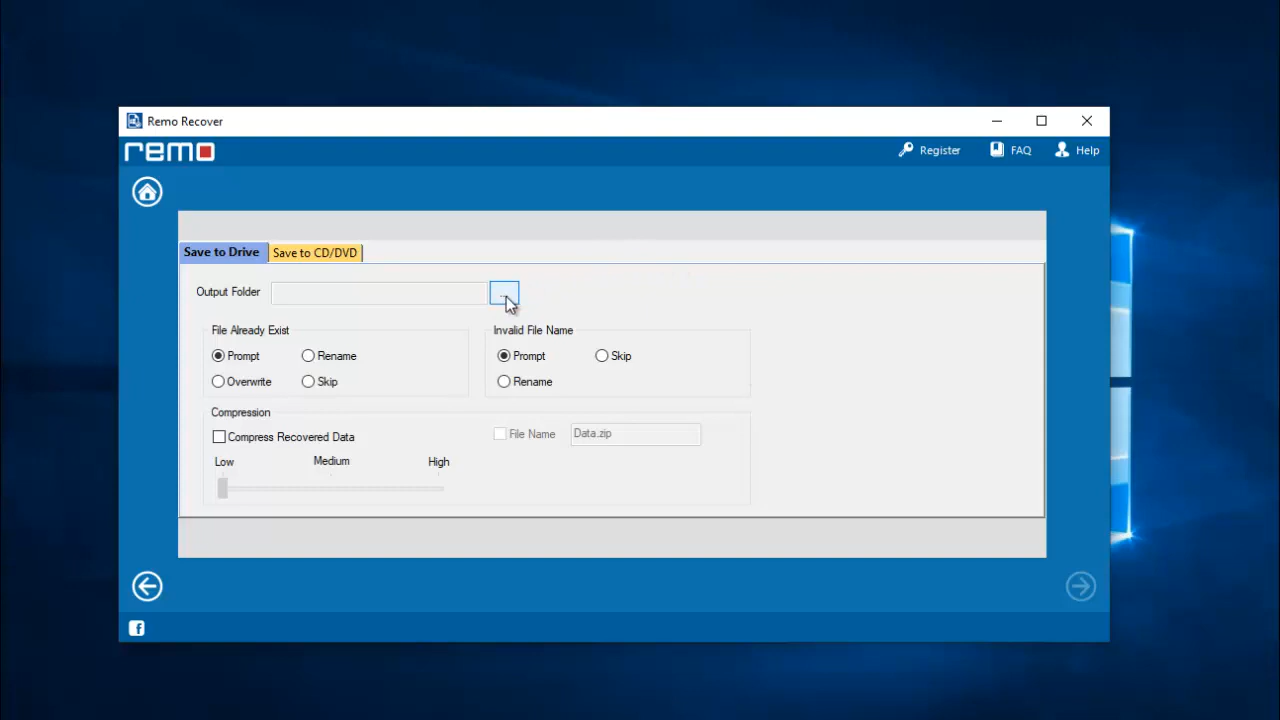 Remo Recover
remo
Register FAQ Help
Save to Drive Save to CD/DVD
Output Folder ...
File Already Exist
Prompt Rename
Overwrite Skip
Invalid File Name
Prompt Skip
Rename
Compression
Compress Recovered Data
File Name Data.zip
Low Medium High
f